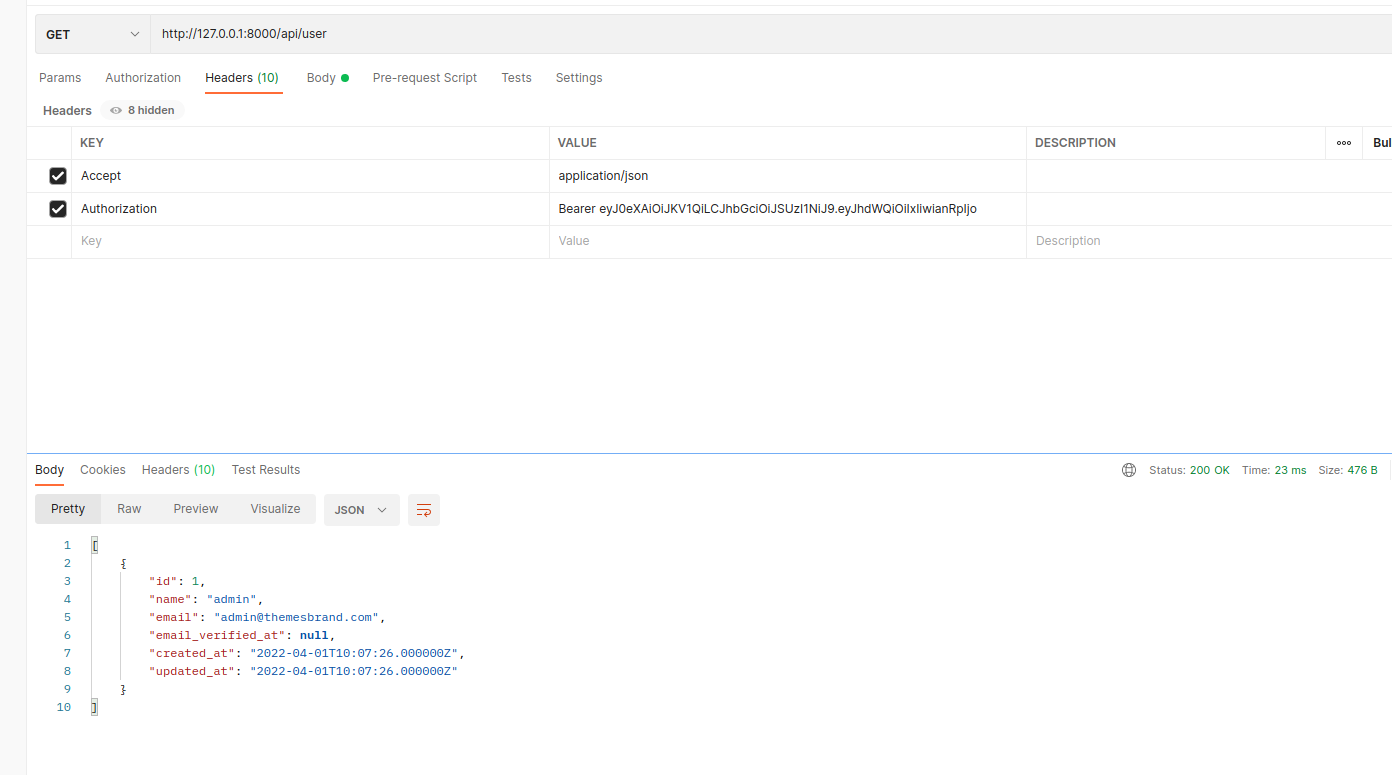 GET http://127.0.0.1:8000/api/user
Params Authorization Headers (10) Body Pre-request Script Tests Settings
Headers 8 hidden
KEY VALUE DESCRIPTION ooo Bul
Accept application/json
Authorization Bearer eyJ0eXAiOiJKV1QiLCJhbGciOiJSUzI1NiJ9.eyJhdWQiOiIxIiwianRpIjo
Key Value Description
Body Cookies Headers (10) Test Results Status: 200 OK Time: 23 ms Size: 476 B
Pretty Raw Preview Visualize JSON
1 [
2 {
3 "id": 1,
4 "name": "admin",
5 "email": "admin@themesbrand.com",
6 "email_verified_at": null,
7 "created_at": "2022-04-01T10:07:26.000000Z",
8 "updated_at": "2022-04-01T10:07:26.000000Z"
9 }
10 ]